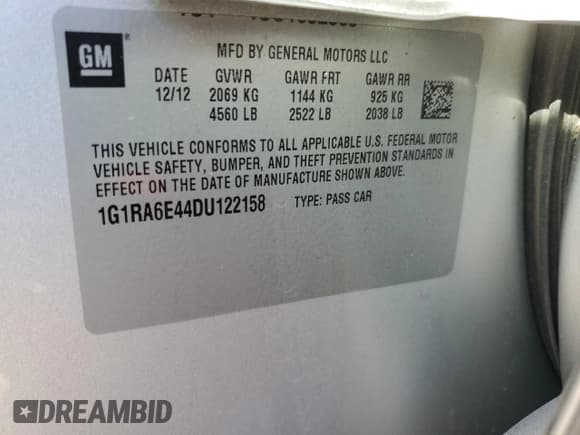 GM
MFD BY GENERAL MOTORS LLC
DATE GVWR GAWR FRT GAWR RR
12/12 2069 KG 1144 KG 925 KG
4560 LB 2522 LB 2038 LB
THIS VEHICLE CONFORMS TO ALL APPLICABLE U.S. FEDERAL MOTOR
VEHICLE SAFETY, BUMPER, AND THEFT PREVENTION STANDARDS IN
EFFECT ON THE DATE OF MANUFACTURE SHOWN ABOVE.
1G1RA6E44DU122158 TYPE: PASS CAR
DREAMBID